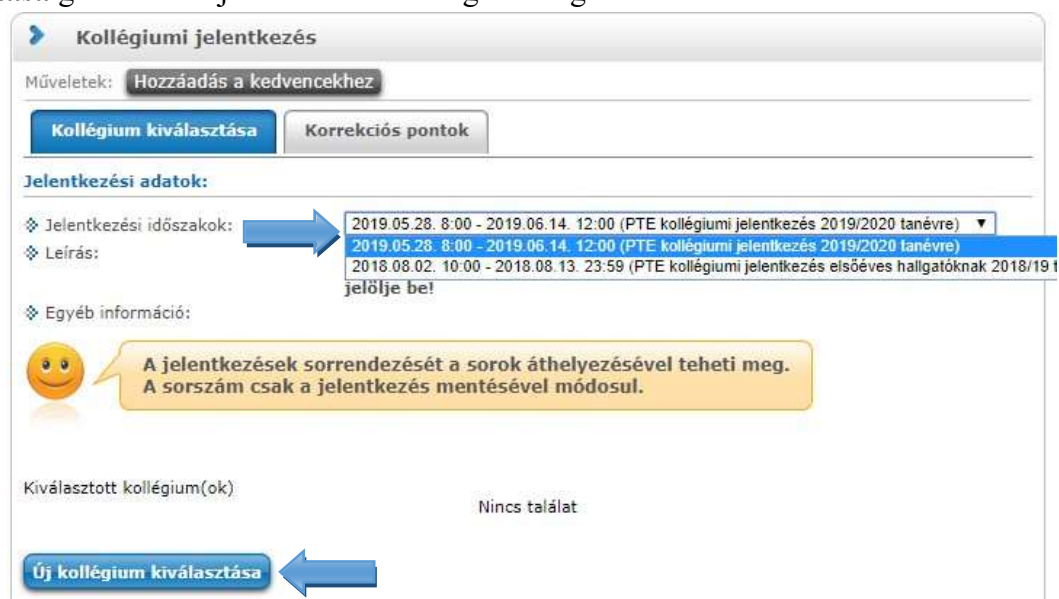 Kollégiumi jelentkezés
Műveletek: Hozzáadás a kedvencekhez
Kollégium kiválasztása Korrekciós pontok
Jelentkezési adatok:
Jelentkezési időszakok: 2019.05.28. 8:00 - 2019.06.14. 12:00 (PTE kollégiumi jelentkezés 2019/2020 tanévre) ▼
2019.05.28. 8:00 - 2019.06.14. 12:00 (PTE kollégiumi jelentkezés 2019/2020 tanévre)
Leírás:
2018.08.02. 10:00 - 2018.08.13. 23:59 (PTE kollégiumi jelentkezés elsőéves hallgatóknak 2018/19 t
jelölje be!
Egyéb információ:
A jelentkezések sorrendezését a sorok áthelyezésével teheti meg.
A sorszám csak a jelentkezés mentésével módosul.
Kiválasztott kollégium(ok)
Nincs találat
Új kollégium kiválasztása